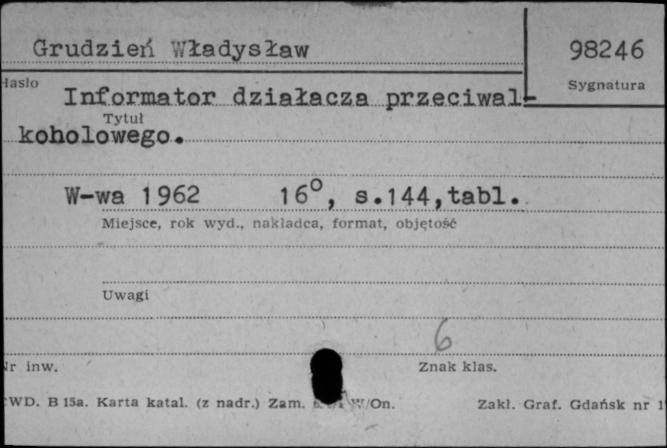 Grudzień Władysław
98246
Hasło
Sygnatura
Informator działacza przeciwal-
Tytuł
koholowego.
W-wa 1962 16°, s.144,tabl.
Miejsce, rok wyd., nakładca, format, objętość
Uwagi
6
Nr inw.
Znak klas.
WD. B 15a. Karta katal. (z nadr.) Zam. W/On.
Zakł. Graf. Gdańsk nr 1